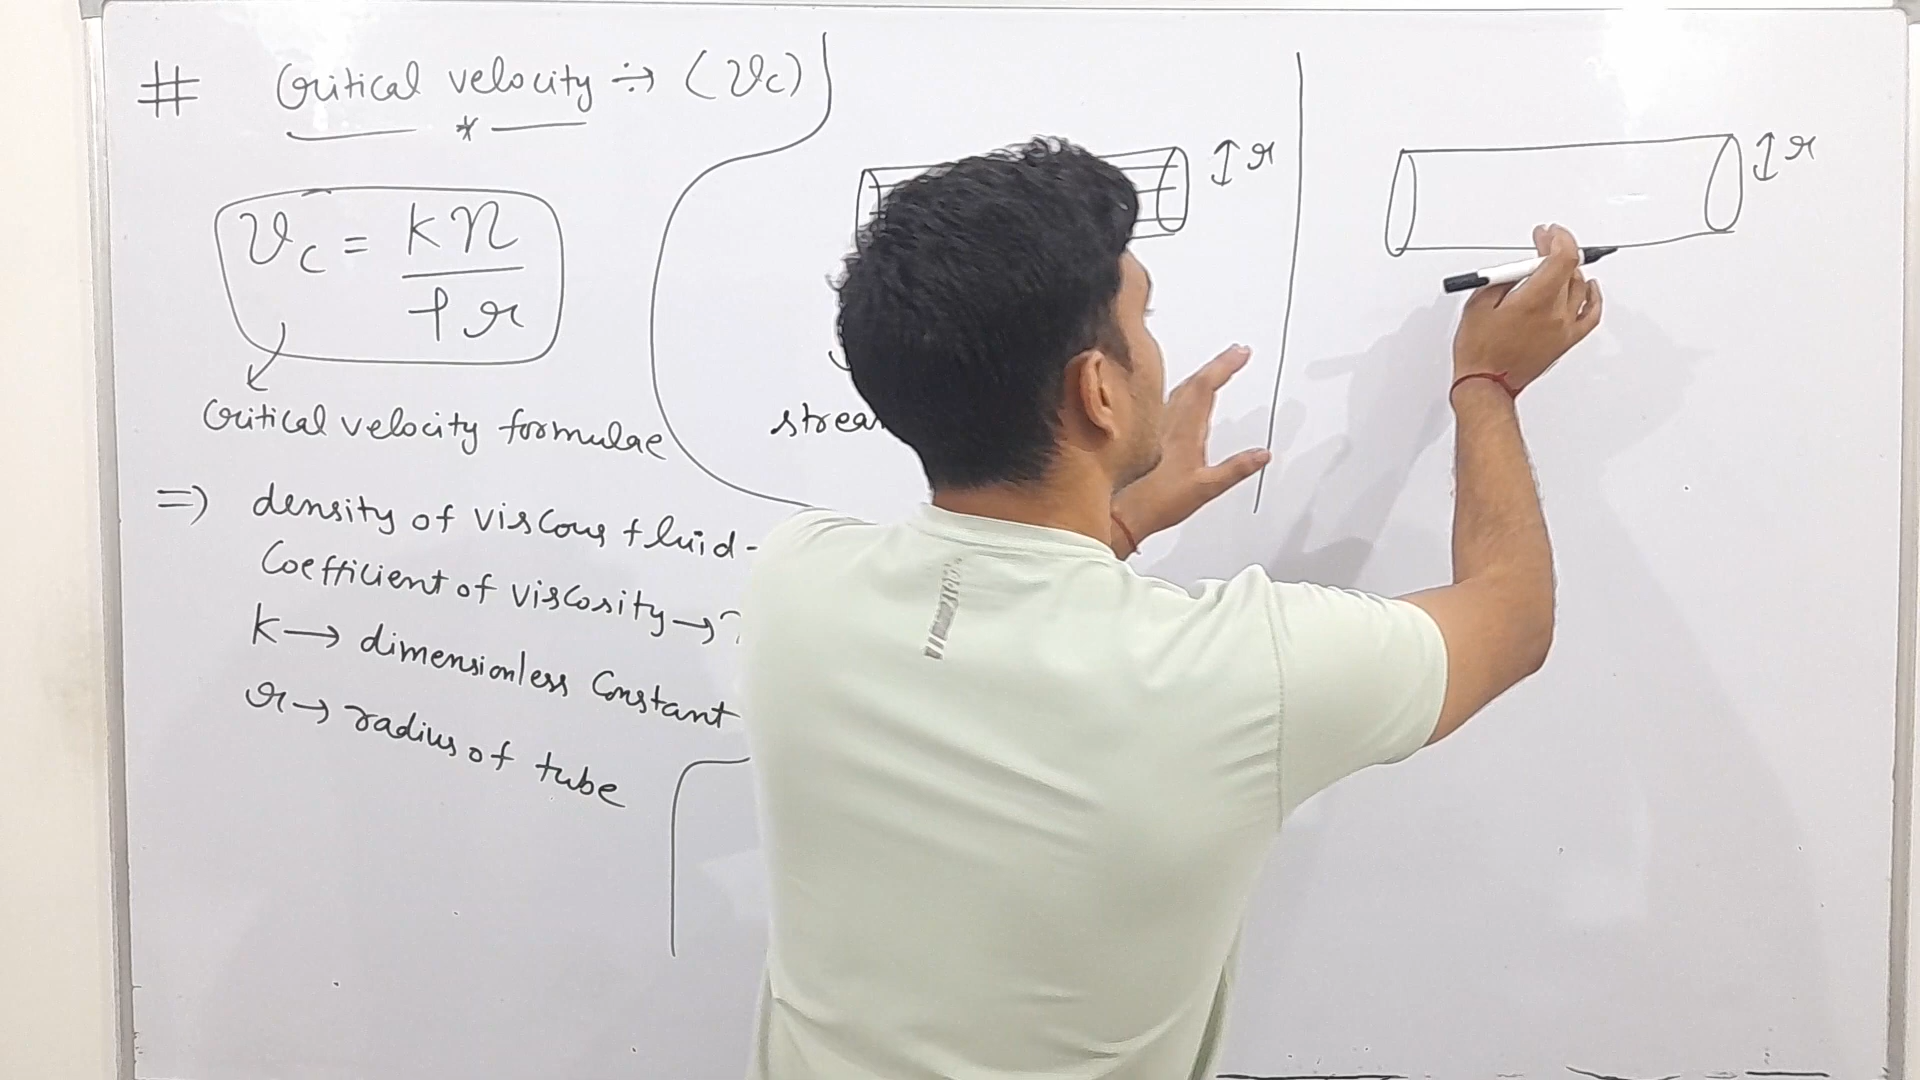 # Critical velocity ÷→ (vc)
vc = kη / ρr
Critical velocity formulae
=) density of viscous fluid -
Coefficient of viscosity →
k → dimensionless Constant
r → radius of tube
↕ r
↕ r